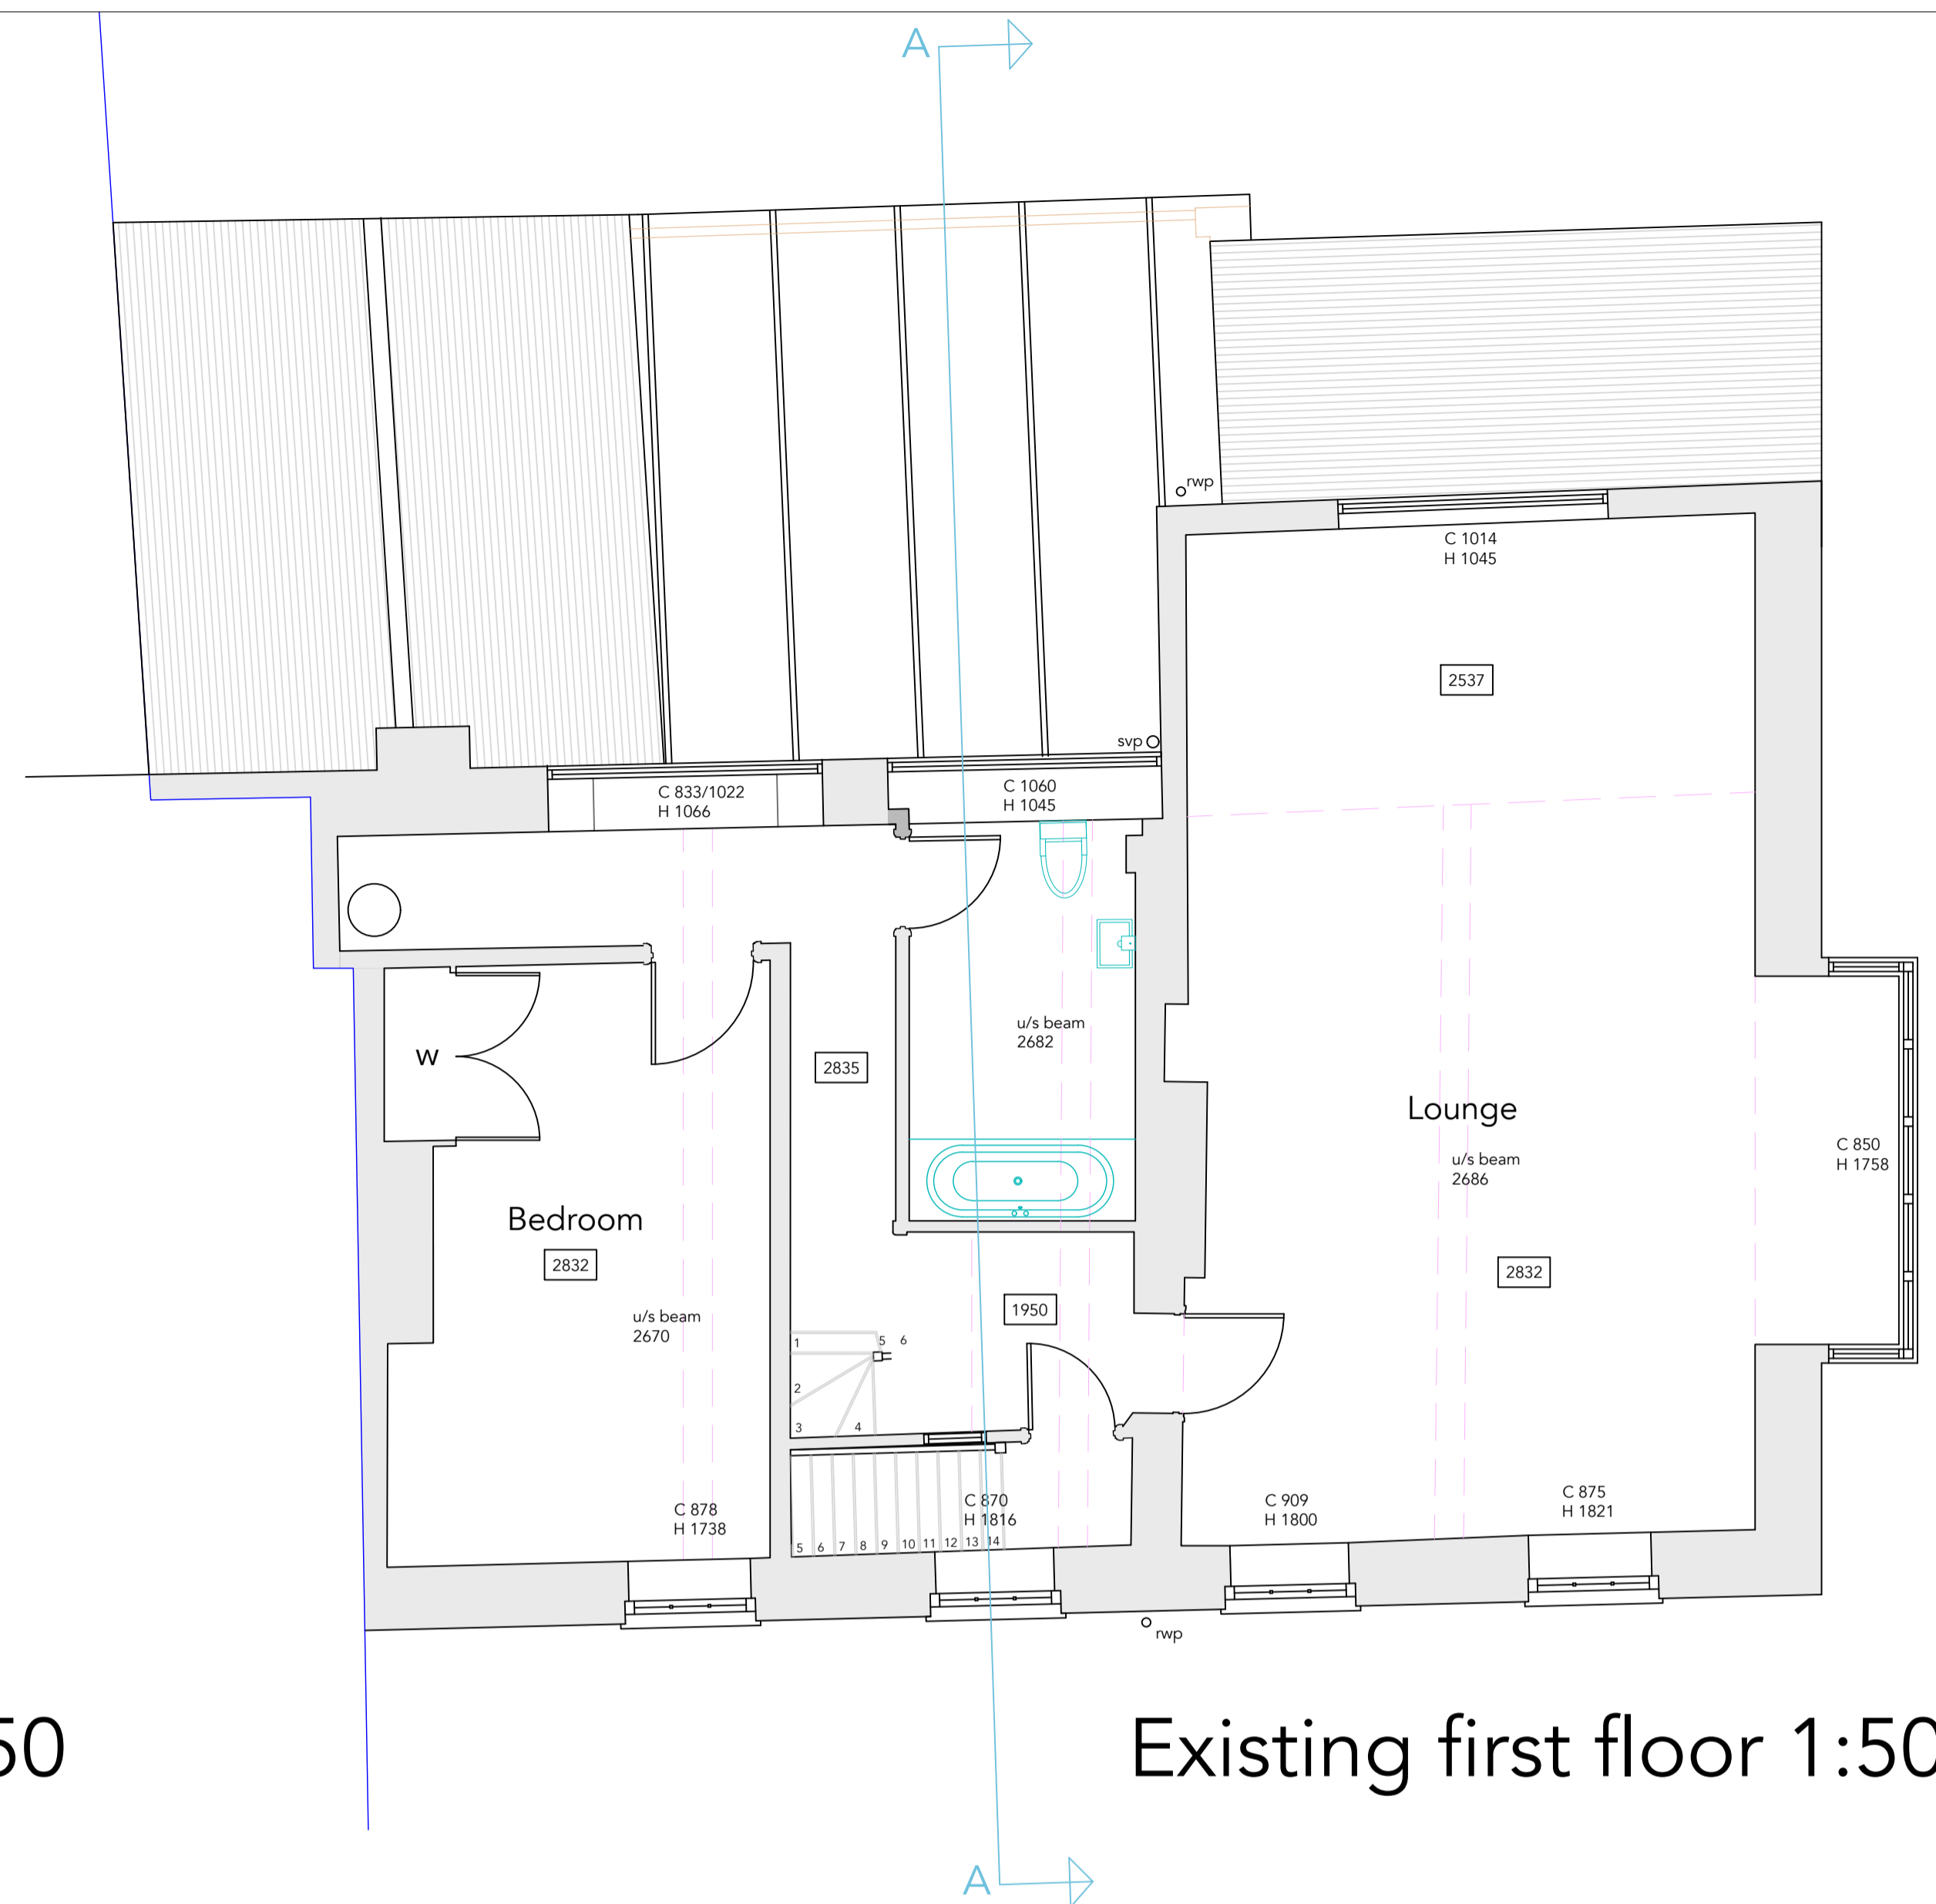 A
rwp
C 1014
H 1045
2537
svp
C 833/1022
H 1066
C 1060
H 1045
u/s beam
2682
W
2835
Lounge
C 850
H 1758
u/s beam
2686
Bedroom
2832
2832
u/s beam
2670
1950
1
5 6
2
3
4
C 878
H 1738
C 870
H 1816
C 909
H 1800
C 875
H 1821
5 6 7 8 9 10 11 12 13 14
rwp
50
Existing first floor 1:50
A